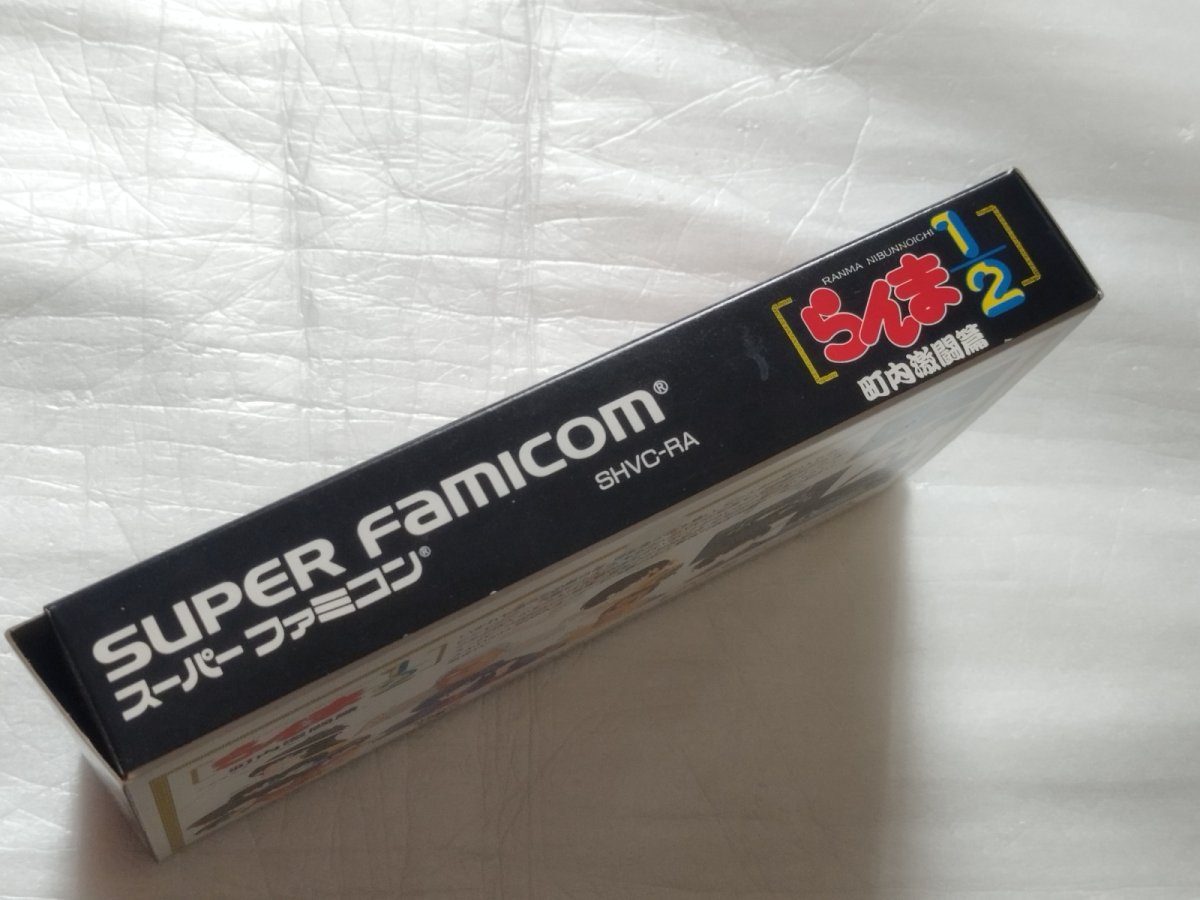 SUPER FAMICOM®
スーパーファミコン®
SHVC-RA
RANMA NIBUNNOICHI
らんま1/2
町内激闘篇